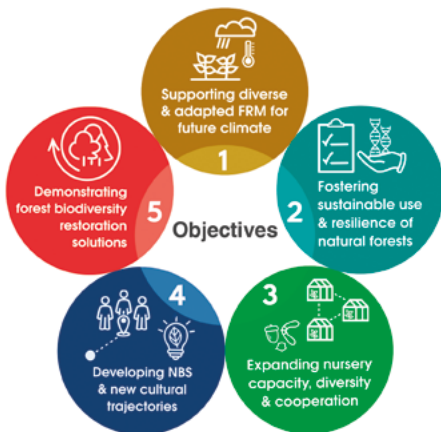 Supporting diverse
& adapted FRM for
future climate
1
Fostering
sustainable use
& resilience of
natural forests
2
3
Expanding nursery
capacity, diversity
& cooperation
4
Developing NBS
& new cultural
trajectories
Demonstrating
forest biodiversity
restoration
solutions
5
Objectives